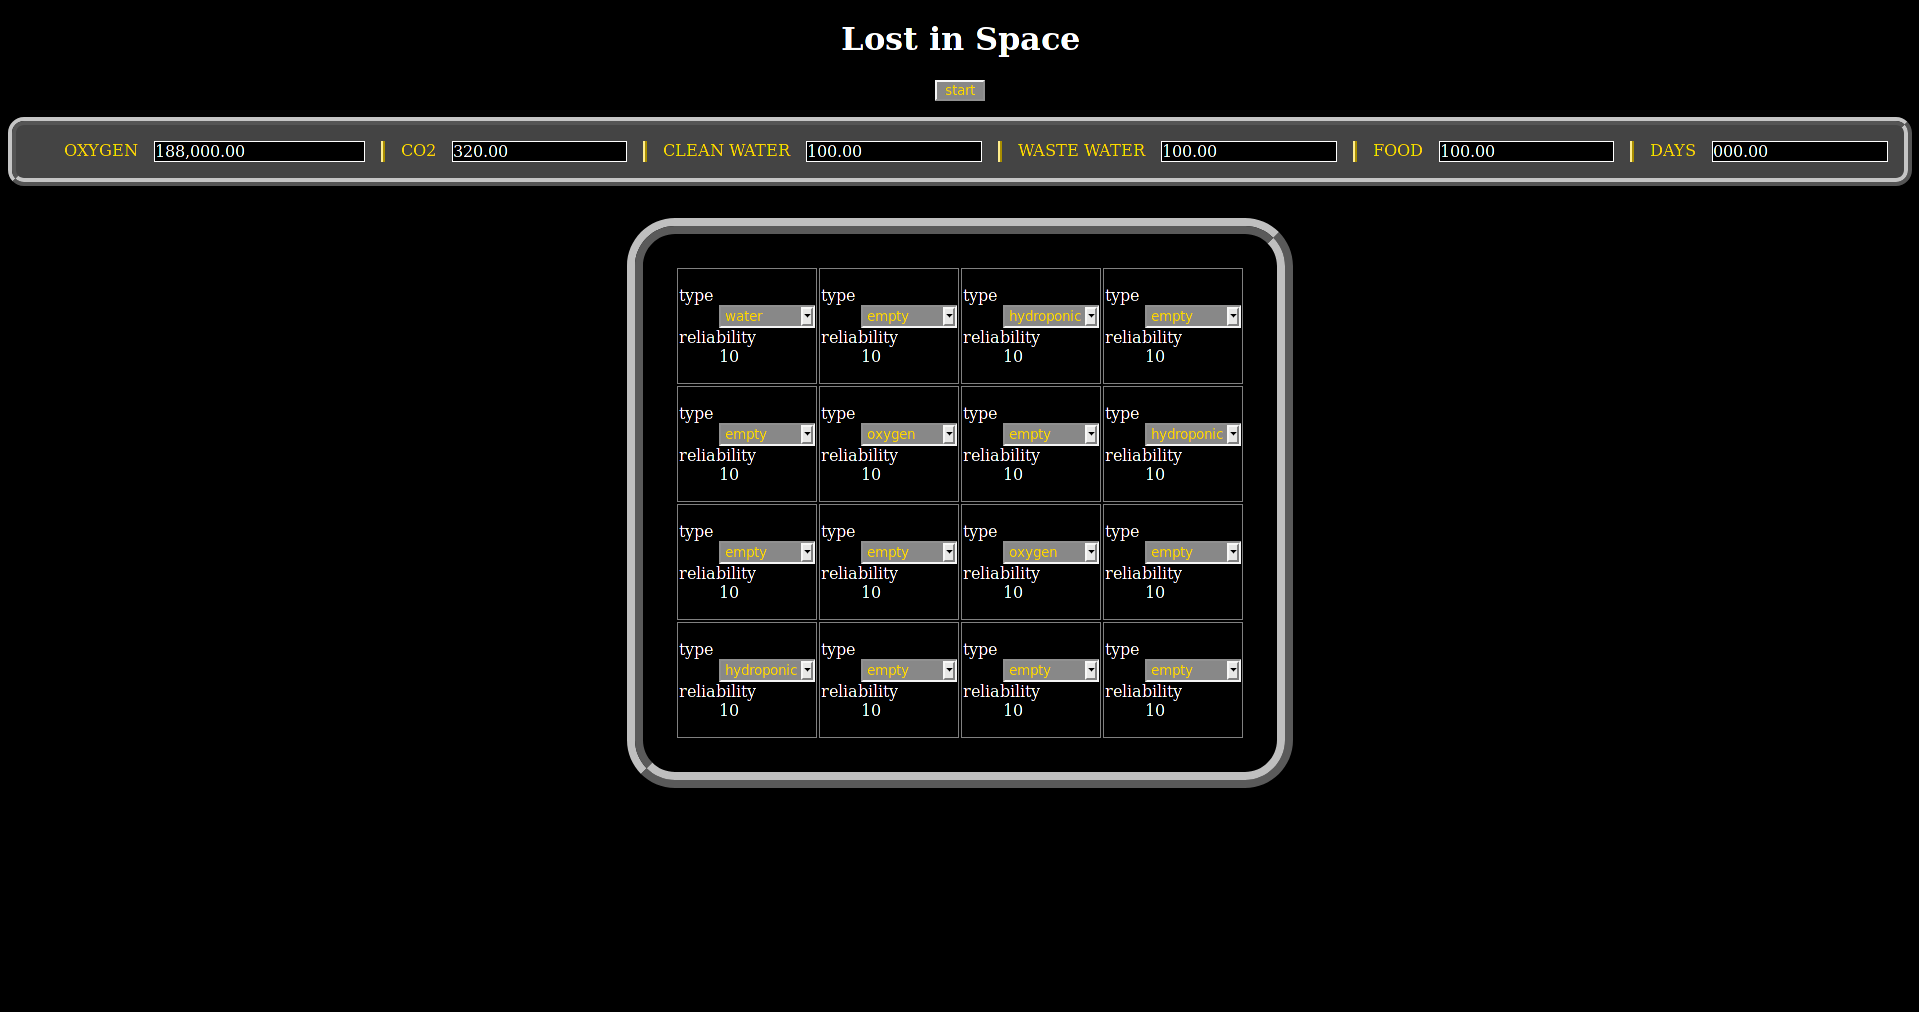 Lost in Space
start
OXYGEN 188,000.00 CO2 320.00 CLEAN WATER 100.00 WASTE WATER 100.00 FOOD 100.00 DAYS 000.00
type type type type
water empty hydroponic empty
reliability reliability reliability reliability
10 10 10 10
type type type type
empty oxygen empty hydroponic
reliability reliability reliability reliability
10 10 10 10
type type type type
empty empty oxygen empty
reliability reliability reliability reliability
10 10 10 10
type type type type
hydroponic empty empty empty
reliability reliability reliability reliability
10 10 10 10